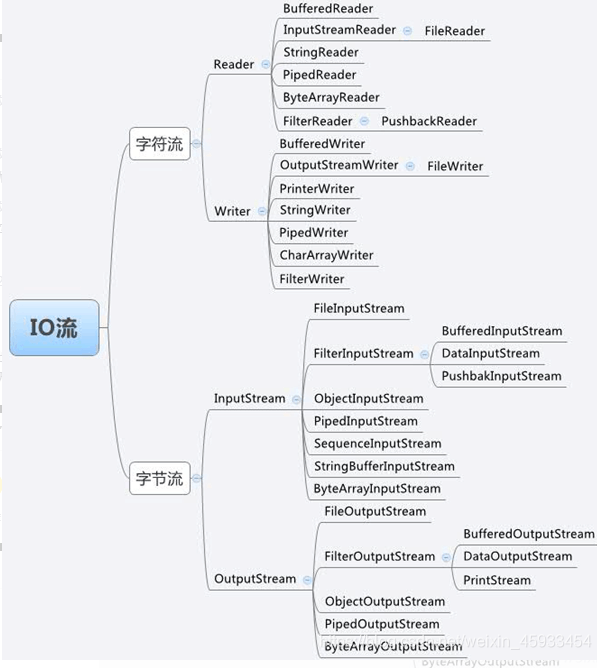 IO流
字符流
Reader
BufferedReader
InputStreamReader
FileReader
StringReader
PipedReader
ByteArrayReader
FilterReader
PushbackReader
Writer
BufferedWriter
OutputStreamWriter
FileWriter
PrinterWriter
StringWriter
PipedWriter
CharArrayWriter
FilterWriter
字节流
InputStream
FileInputStream
FilterInputStream
BufferedInputStream
DataInputStream
PushbakInputStream
ObjectInputStream
PipedInputStream
SequenceInputStream
StringBufferInputStream
ByteArrayInputStream
OutputStream
FileOutputStream
FilterOutputStream
BufferedOutputStream
DataOutputStream
PrintStream
ObjectOutputStream
PipedOutputStream
ByteArrayOutputStream
https://blog.csdn.net/weixin_45933454
ByteArrayOutputStream